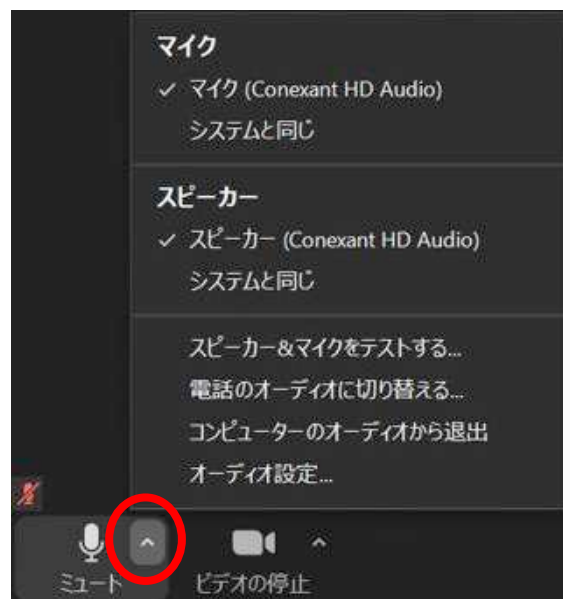 マイク
マイク (Conexant HD Audio)
システムと同じ
スピーカー
スピーカー (Conexant HD Audio)
システムと同じ
スピーカー&マイクをテストする...
電話のオーディオに切り替える...
コンピューターのオーディオから退出
オーディオ設定...
ミュート ビデオの停止